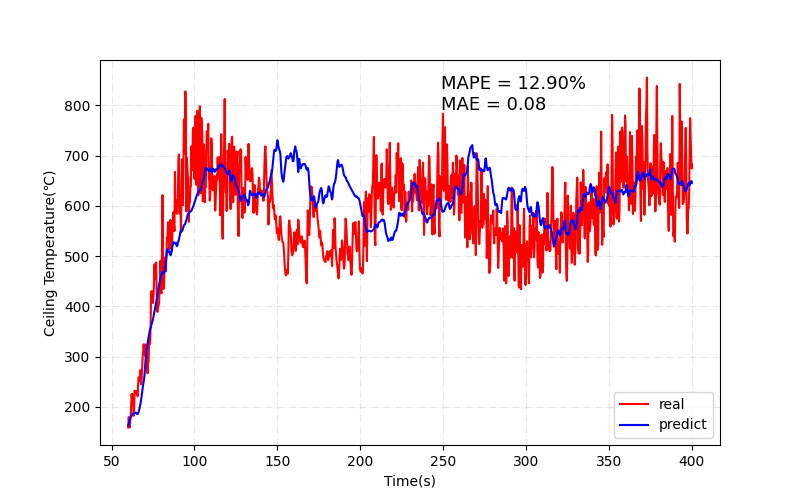 MAPE = 12.90%
MAE = 0.08
Ceiling Temperature(℃)
800
700
600
500
400
300
200
50
100
150
200
250
300
350
400
Time(s)
real
predict